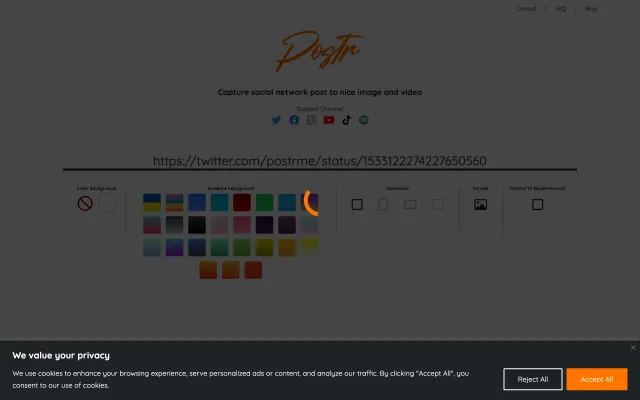 Contact | FAQ | Blog
Postr
Capture social network post to nice image and video
Support Channel
https://twitter.com/postrme/status/1533122274227650560
Color Background
Gradient background
Dimension
Format
We value your privacy
We use cookies to enhance your browsing experience, serve personalized ads or content, and analyze our traffic. By clicking "Accept All", you
consent to our use of cookies.
Reject All
Accept All